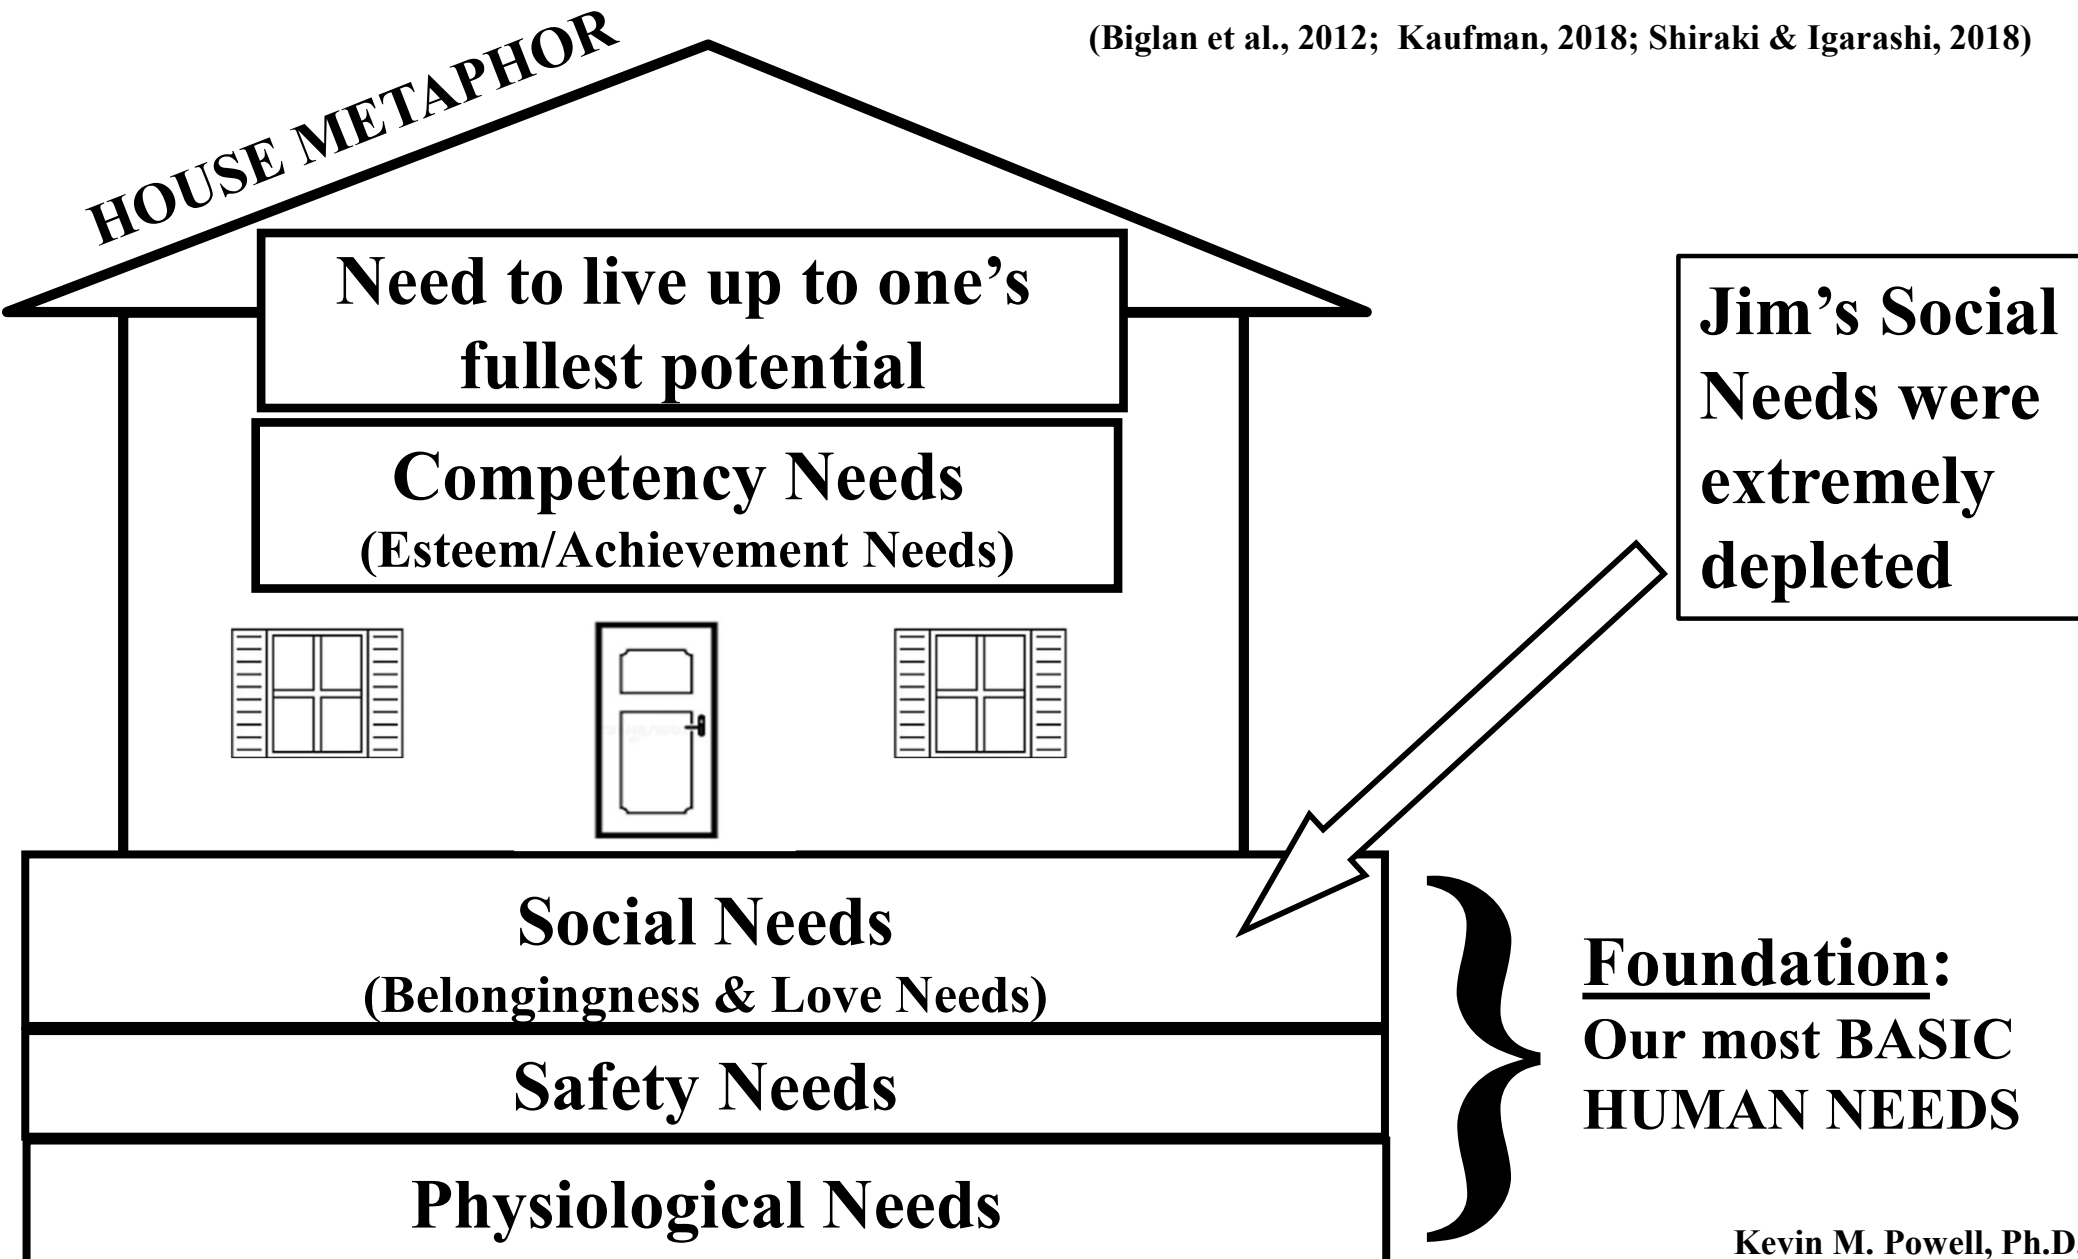 HOUSE METAPHOR
(Biglan et al., 2012; Kaufman, 2018; Shiraki & Igarashi, 2018)
Need to live up to one’s
fullest potential
Competency Needs
(Esteem/Achievement Needs)
Jim’s Social
Needs were
extremely
depleted
Social Needs
(Belongingness & Love Needs)
Safety Needs
Physiological Needs
Foundation:
Our most BASIC
HUMAN NEEDS
Kevin M. Powell, Ph.D.